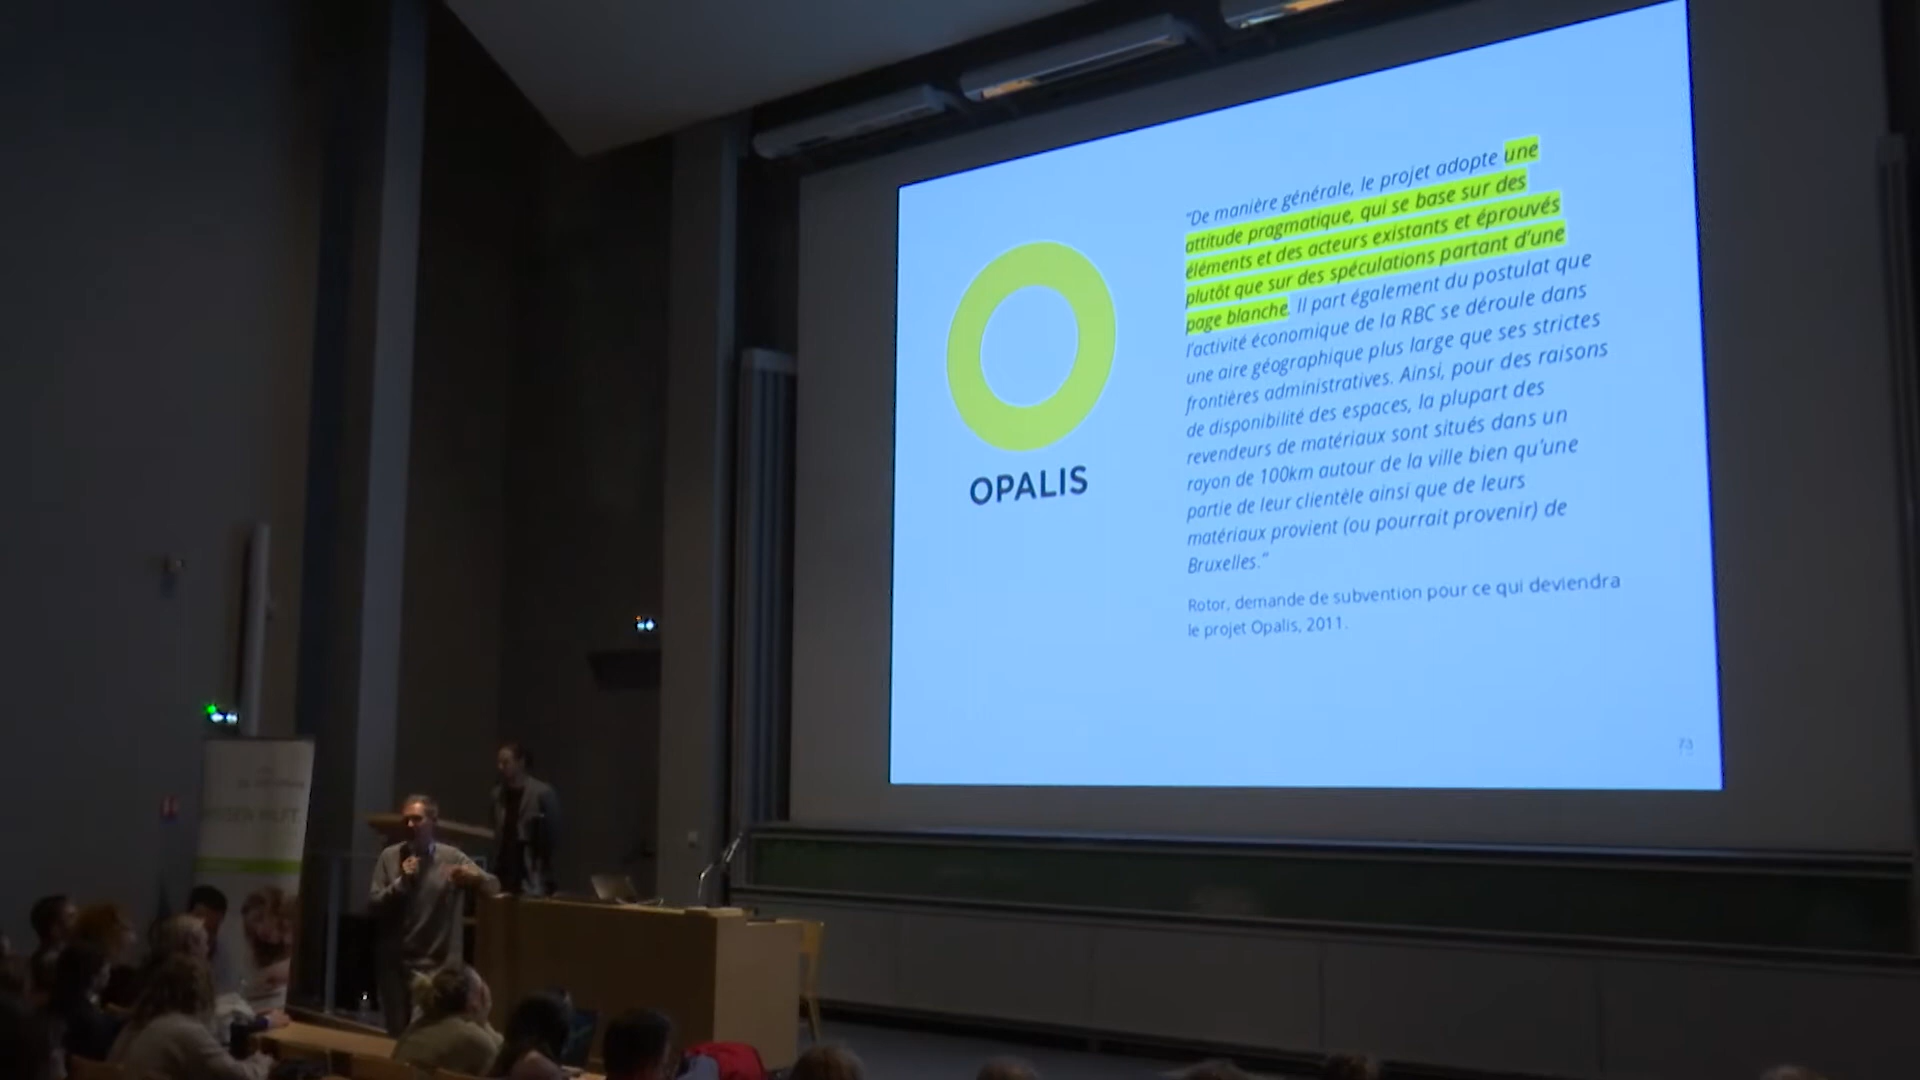 "De manière générale, le projet adopte une
attitude pragmatique, qui se base sur des
éléments et des acteurs existants et éprouvés
plutôt que sur des spéculations partant d'une
page blanche. Il part également du postulat que
l'activité économique de la RBC se déroule dans
une aire géographique plus large que ses strictes
frontières administratives. Ainsi, pour des raisons
de disponibilité des espaces, la plupart des
revendeurs de matériaux sont situés dans un
rayon de 100km autour de la ville bien qu'une
partie de leur clientèle ainsi que de leurs
matériaux provient (ou pourrait provenir) de
Bruxelles."
Rotor, demande de subvention pour ce qui deviendra
le projet Opalis, 2011.
OPALIS
73